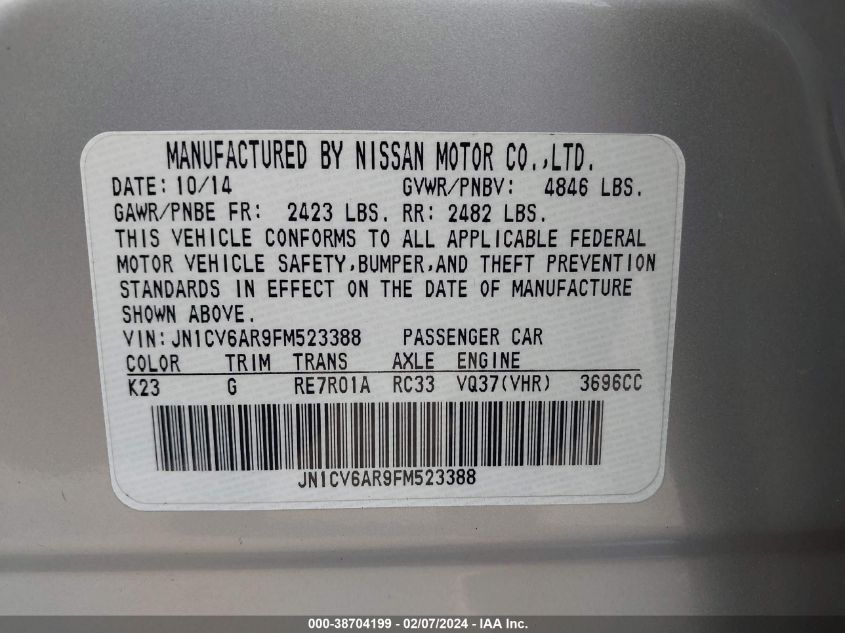 MANUFACTURED BY NISSAN MOTOR CO.,LTD.
DATE: 10/14 GVWR/PNBV: 4846 LBS.
GAWR/PNBE FR: 2423 LBS. RR: 2482 LBS.
THIS VEHICLE CONFORMS TO ALL APPLICABLE FEDERAL
MOTOR VEHICLE SAFETY,BUMPER,AND THEFT PREVENTION
STANDARDS IN EFFECT ON THE DATE OF MANUFACTURE
SHOWN ABOVE.
VIN: JN1CV6AR9FM523388 PASSENGER CAR
COLOR TRIM TRANS AXLE ENGINE
K23 G RE7R01A RC33 VQ37(VHR) 3696CC
JN1CV6AR9FM523388
000-38704199 - 02/07/2024 - IAA Inc.